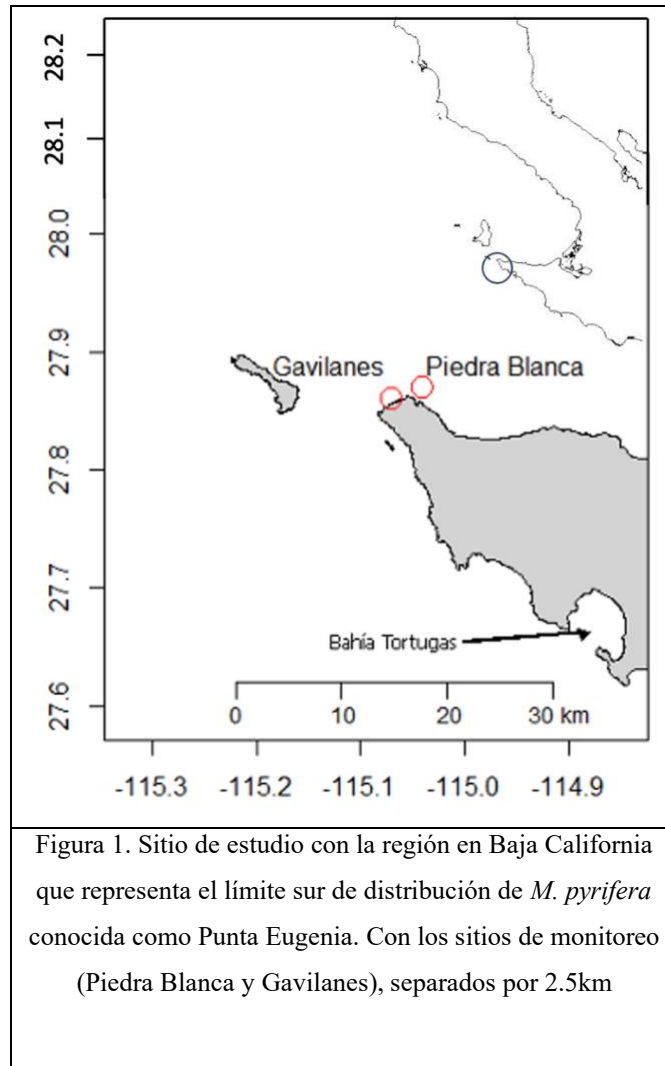 28.2
28.1
28.0
27.9
27.8
27.7
27.6
Gavilanes
Piedra Blanca
Bahía Tortugas
0 10 20 30 km
-115.3 -115.2 -115.1 -115.0 -114.9
Figura 1. Sitio de estudio con la región en Baja California
que representa el límite sur de distribución de M. pyrifera
conocida como Punta Eugenia. Con los sitios de monitoreo
(Piedra Blanca y Gavilanes), separados por 2.5km